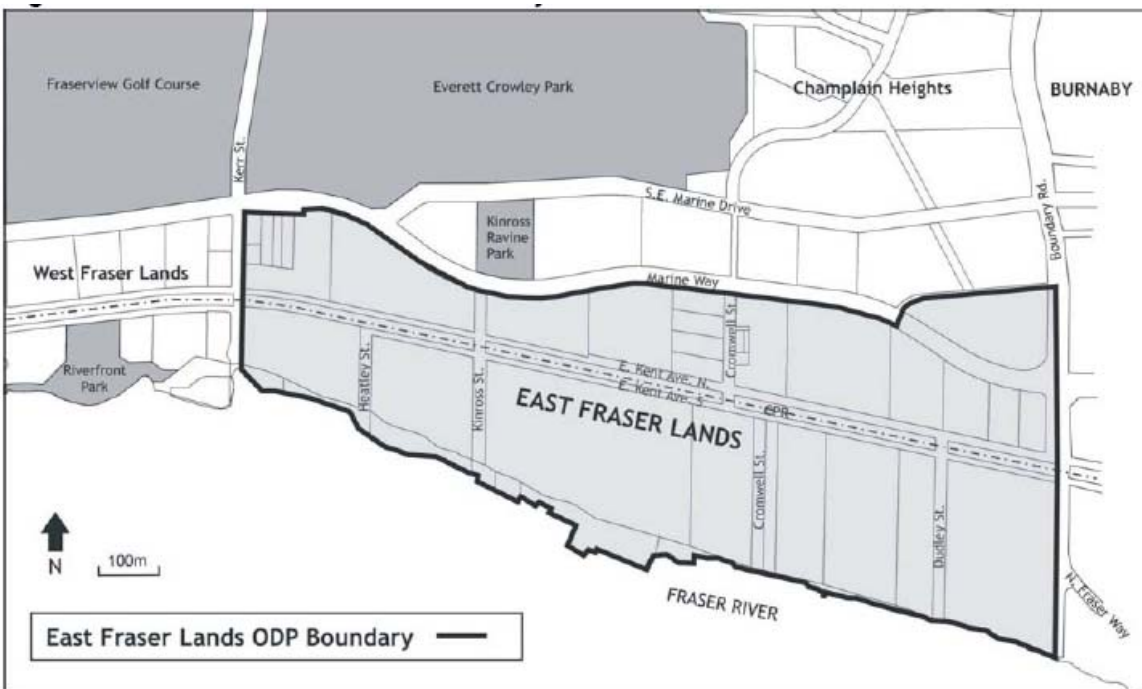 Fraserview Golf Course
Everett Crowley Park
Champlain Heights
BURNABY
Kerr St.
S.E. Marine Drive
Boundary Rd.
Kinross
Ravine
Park
West Fraser Lands
Marine Way
Riverfront
Park
Heatley St.
Kinross St.
Cromwell St.
E. Kent Ave. N.
E. Kent Ave. S.
CPR
EAST FRASER LANDS
Cromwell St.
Dudley St.
N
100m
FRASER RIVER
N. Fraser Way
East Fraser Lands ODP Boundary